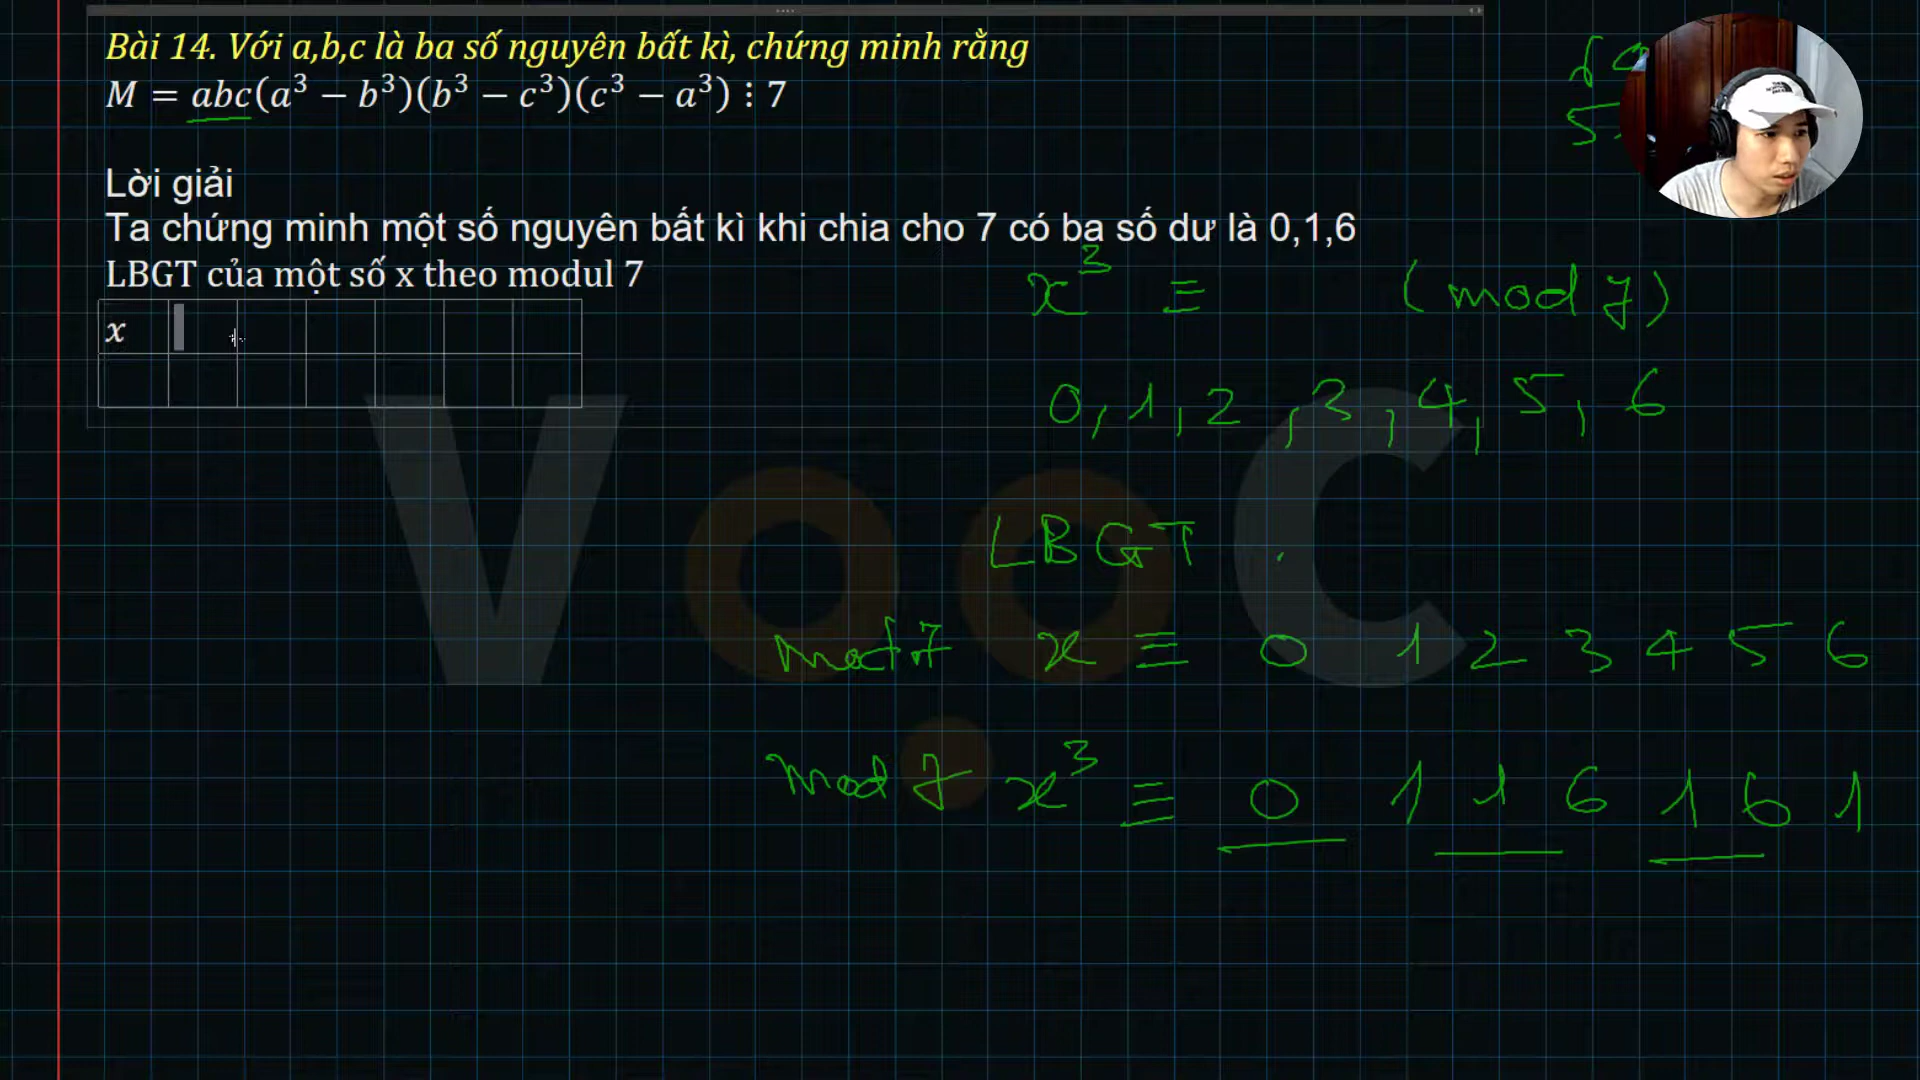 Bài 14. Với a,b,c là ba số nguyên bất kì, chứng minh rằng
M = abc(a³ − b³)(b³ − c³)(c³ − a³) ⋮ 7
Lời giải
Ta chứng minh một số nguyên bất kì khi chia cho 7 có ba số dư là 0,1,6
LBGT của một số x theo modul 7
x
x³ ≡ (mod 7)
0, 1, 2, 3, 4, 5, 6
LBGT .
mod 7 x ≡ 0 1 2 3 4 5 6
mod 7 x³ ≡ 0 1 1 6 1 6 1
VOOC